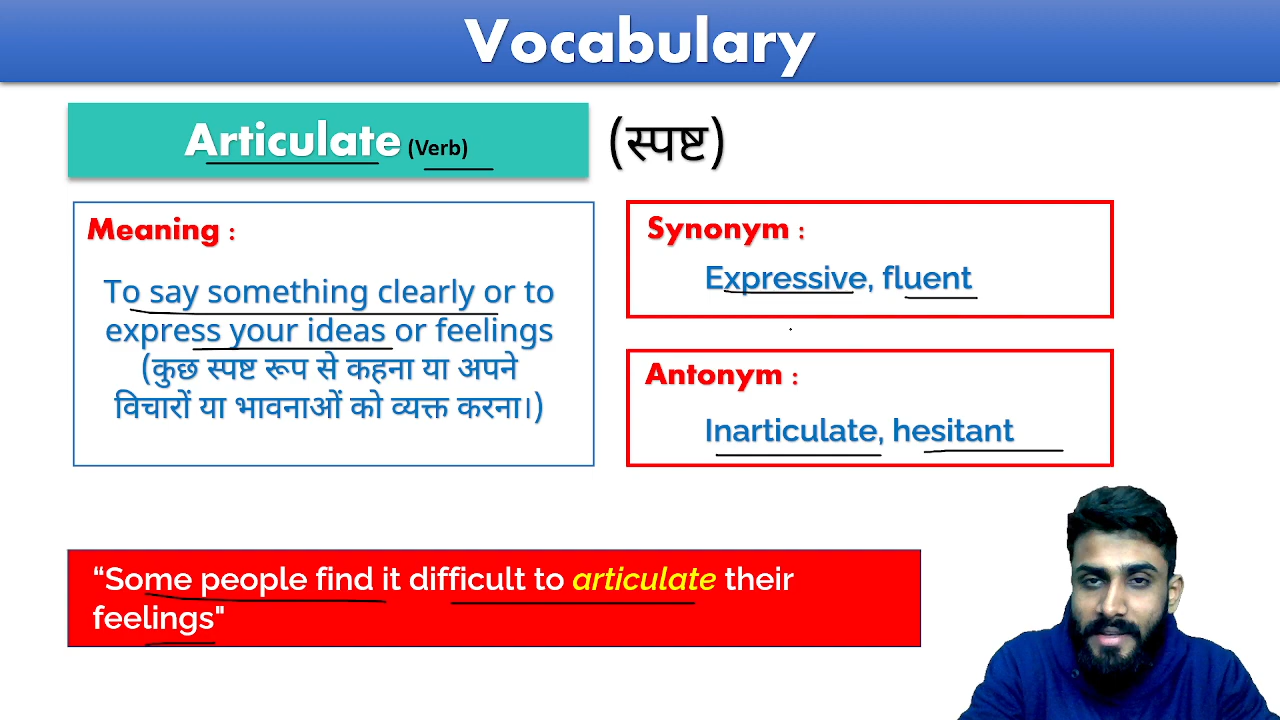 Vocabulary
Articulate (Verb)
(स्पष्ट)
Meaning :
To say something clearly or to
express your ideas or feelings
(कुछ स्पष्ट रूप से कहना या अपने
विचारों या भावनाओं को व्यक्त करना।)
Synonym :
Expressive, fluent
Antonym :
Inarticulate, hesitant
“Some people find it difficult to articulate their
feelings"